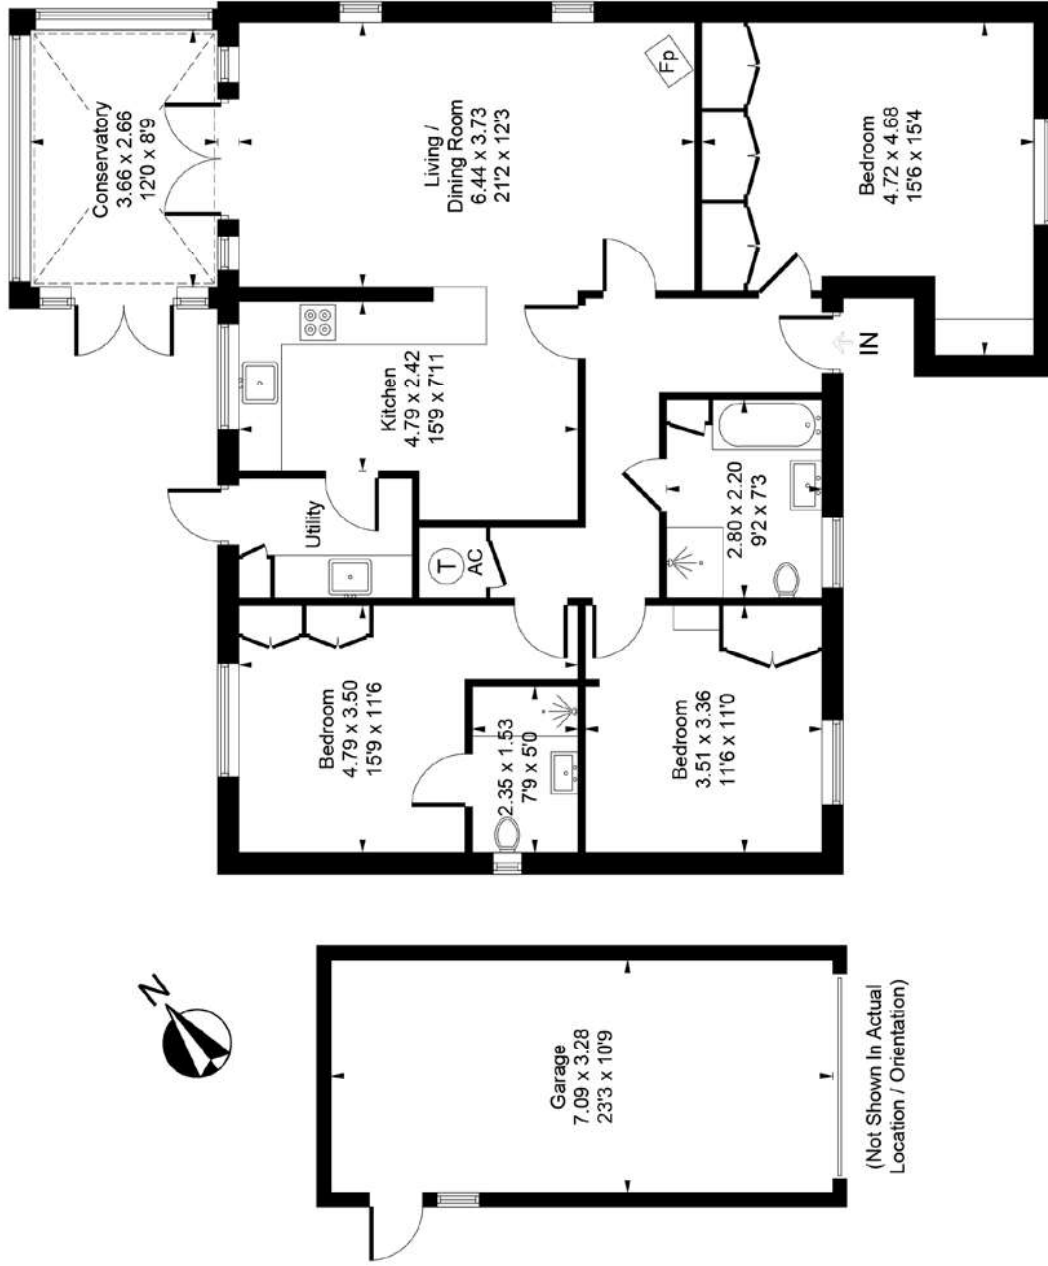 Conservatory
3.66 x 2.66
12'0 x 8'9
Living /
Dining Room
6.44 x 3.73
21'2 x 12'3
Fp
Bedroom
4.72 x 4.68
15'6 x 15'4
Kitchen
4.79 x 2.42
15'9 x 7'11
IN
Utility
T
AC
2.80 x 2.20
9'2 x 7'3
Bedroom
4.79 x 3.50
15'9 x 11'6
2.35 x 1.53
7'9 x 5'0
Bedroom
3.51 x 3.36
11'6 x 11'0
N
Garage
7.09 x 3.28
23'3 x 10'9
(Not Shown In Actual
Location / Orientation)